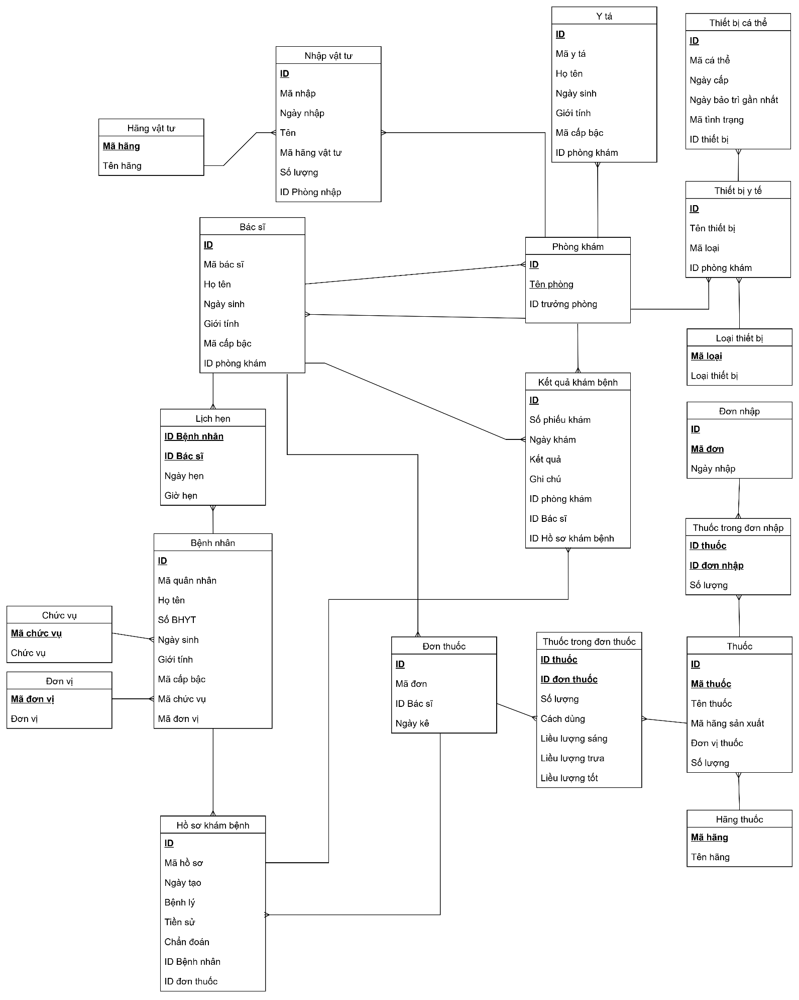 Y tá
ID
Mã y tá
Họ tên
Ngày sinh
Giới tính
Mã cấp bậc
ID phòng khám
Thiết bị cá thể
ID
Mã cá thể
Ngày cấp
Ngày bảo trì gần nhất
Mã tình trạng
ID thiết bị
Nhập vật tư
ID
Mã nhập
Ngày nhập
Tên
Mã hãng vật tư
Số lượng
ID Phòng nhập
Hãng vật tư
Mã hãng
Tên hãng
Thiết bị y tế
ID
Tên thiết bị
Mã loại
ID phòng khám
Bác sĩ
ID
Mã bác sĩ
Họ tên
Ngày sinh
Giới tính
Mã cấp bậc
ID phòng khám
Phòng khám
ID
Tên phòng
ID trưởng phòng
Loại thiết bị
Mã loại
Loại thiết bị
Kết quả khám bệnh
ID
Số phiếu khám
Ngày khám
Kết quả
Ghi chú
ID phòng khám
ID Bác sĩ
ID Hồ sơ khám bệnh
Đơn nhập
ID
Mã đơn
Ngày nhập
Lịch hẹn
ID Bệnh nhân
ID Bác sĩ
Ngày hẹn
Giờ hẹn
Thuốc trong đơn nhập
ID thuốc
ID đơn nhập
Số lượng
Bệnh nhân
ID
Mã quân nhân
Họ tên
Số BHYT
Ngày sinh
Giới tính
Mã cấp bậc
Mã chức vụ
Mã đơn vị
Chức vụ
Mã chức vụ
Chức vụ
Đơn vị
Mã đơn vị
Đơn vị
Đơn thuốc
ID
Mã đơn
ID Bác sĩ
Ngày kê
Thuốc trong đơn thuốc
ID thuốc
ID đơn thuốc
Số lượng
Cách dùng
Liều lượng sáng
Liều lượng trưa
Liều lượng tốt
Thuốc
ID
Mã thuốc
Tên thuốc
Mã hãng sản xuất
Đơn vị thuốc
Số lượng
Hãng thuốc
Mã hãng
Tên hãng
Hồ sơ khám bệnh
ID
Mã hồ sơ
Ngày tạo
Bệnh lý
Tiền sử
Chẩn đoán
ID Bệnh nhân
ID đơn thuốc